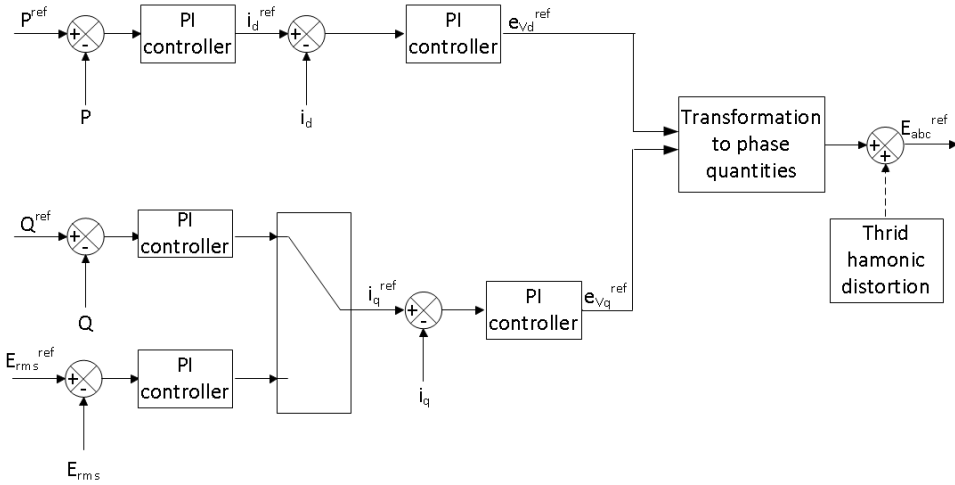 P^ref
+
-
PI
controller
i_d^ref
+
-
PI
controller
e_Vd^ref
P
i_d
Transformation
to phase
quantities
+
+
E_abc^ref
Thrid
hamonic
distortion
Q^ref
+
-
PI
controller
Q
i_q^ref
+
-
PI
controller
e_Vq^ref
i_q
E_rms^ref
+
-
PI
controller
E_rms